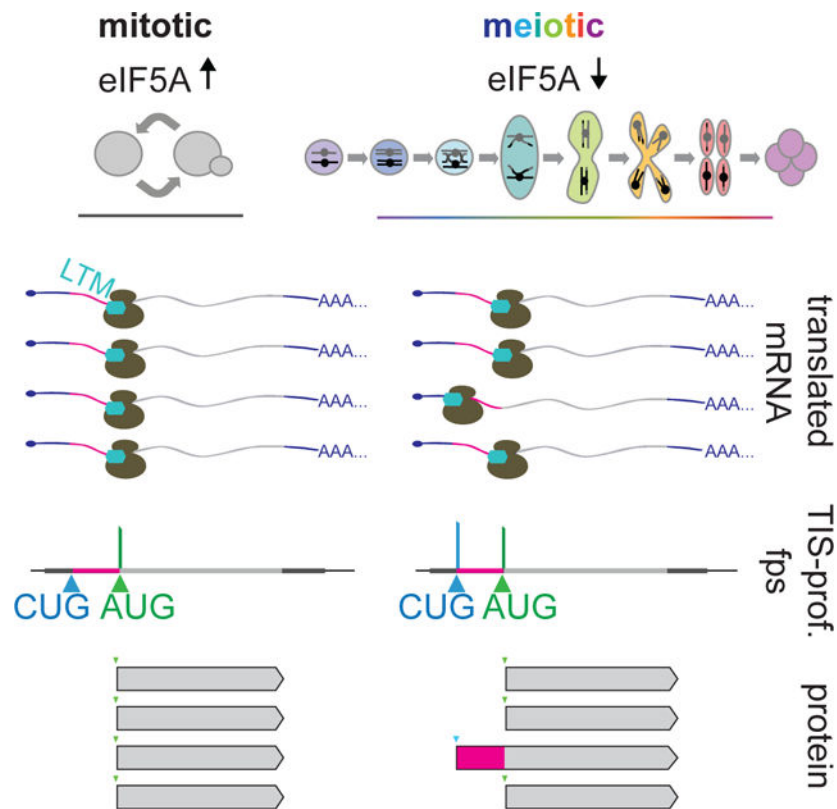 mitotic
meiotic
eIF5A
eIF5A
LTM
AAA...
AAA...
AAA...
AAA...
AAA...
AAA...
AAA...
AAA...
translated
mRNA
CUG AUG
CUG AUG
TIS-prof.
fps
protein